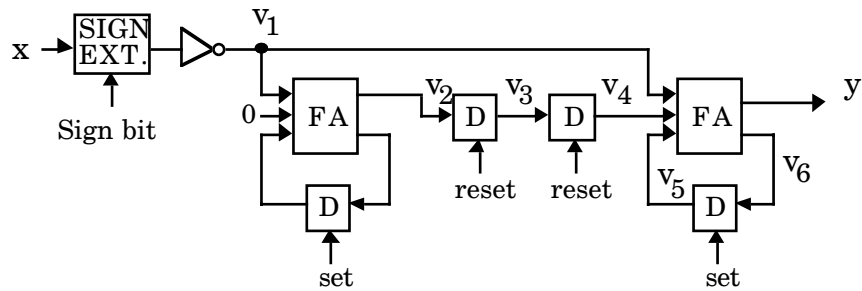 v1
SIGN
EXT.
x
Sign bit
0
FA
v2
D
v3
D
v4
FA
y
reset
reset
v5
v6
D
D
set
set